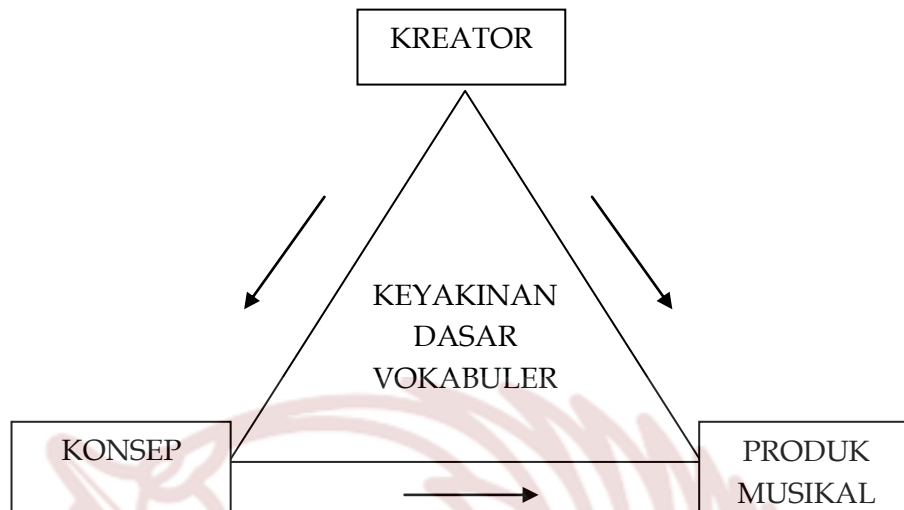 KREATOR
KEYAKINAN
DASAR
VOKABULER
KONSEP
PRODUK
MUSIKAL